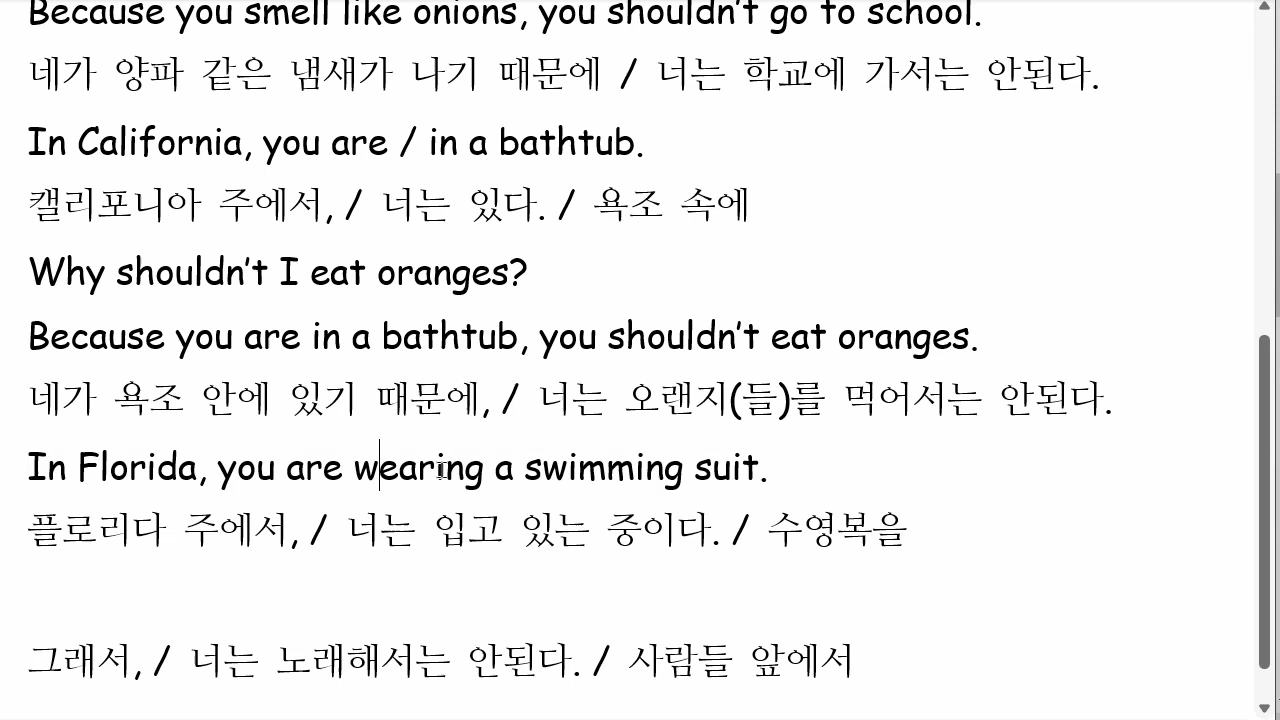 Because you smell like onions, you shouldn't go to school.
네가 양파 같은 냄새가 나기 때문에 / 너는 학교에 가서는 안된다.
In California, you are / in a bathtub.
캘리포니아 주에서, / 너는 있다. / 욕조 속에
Why shouldn't I eat oranges?
Because you are in a bathtub, you shouldn't eat oranges.
네가 욕조 안에 있기 때문에, / 너는 오랜지(들)를 먹어서는 안된다.
In Florida, you are wearing a swimming suit.
플로리다 주에서, / 너는 입고 있는 중이다. / 수영복을
그래서, / 너는 노래해서는 안된다. / 사람들 앞에서